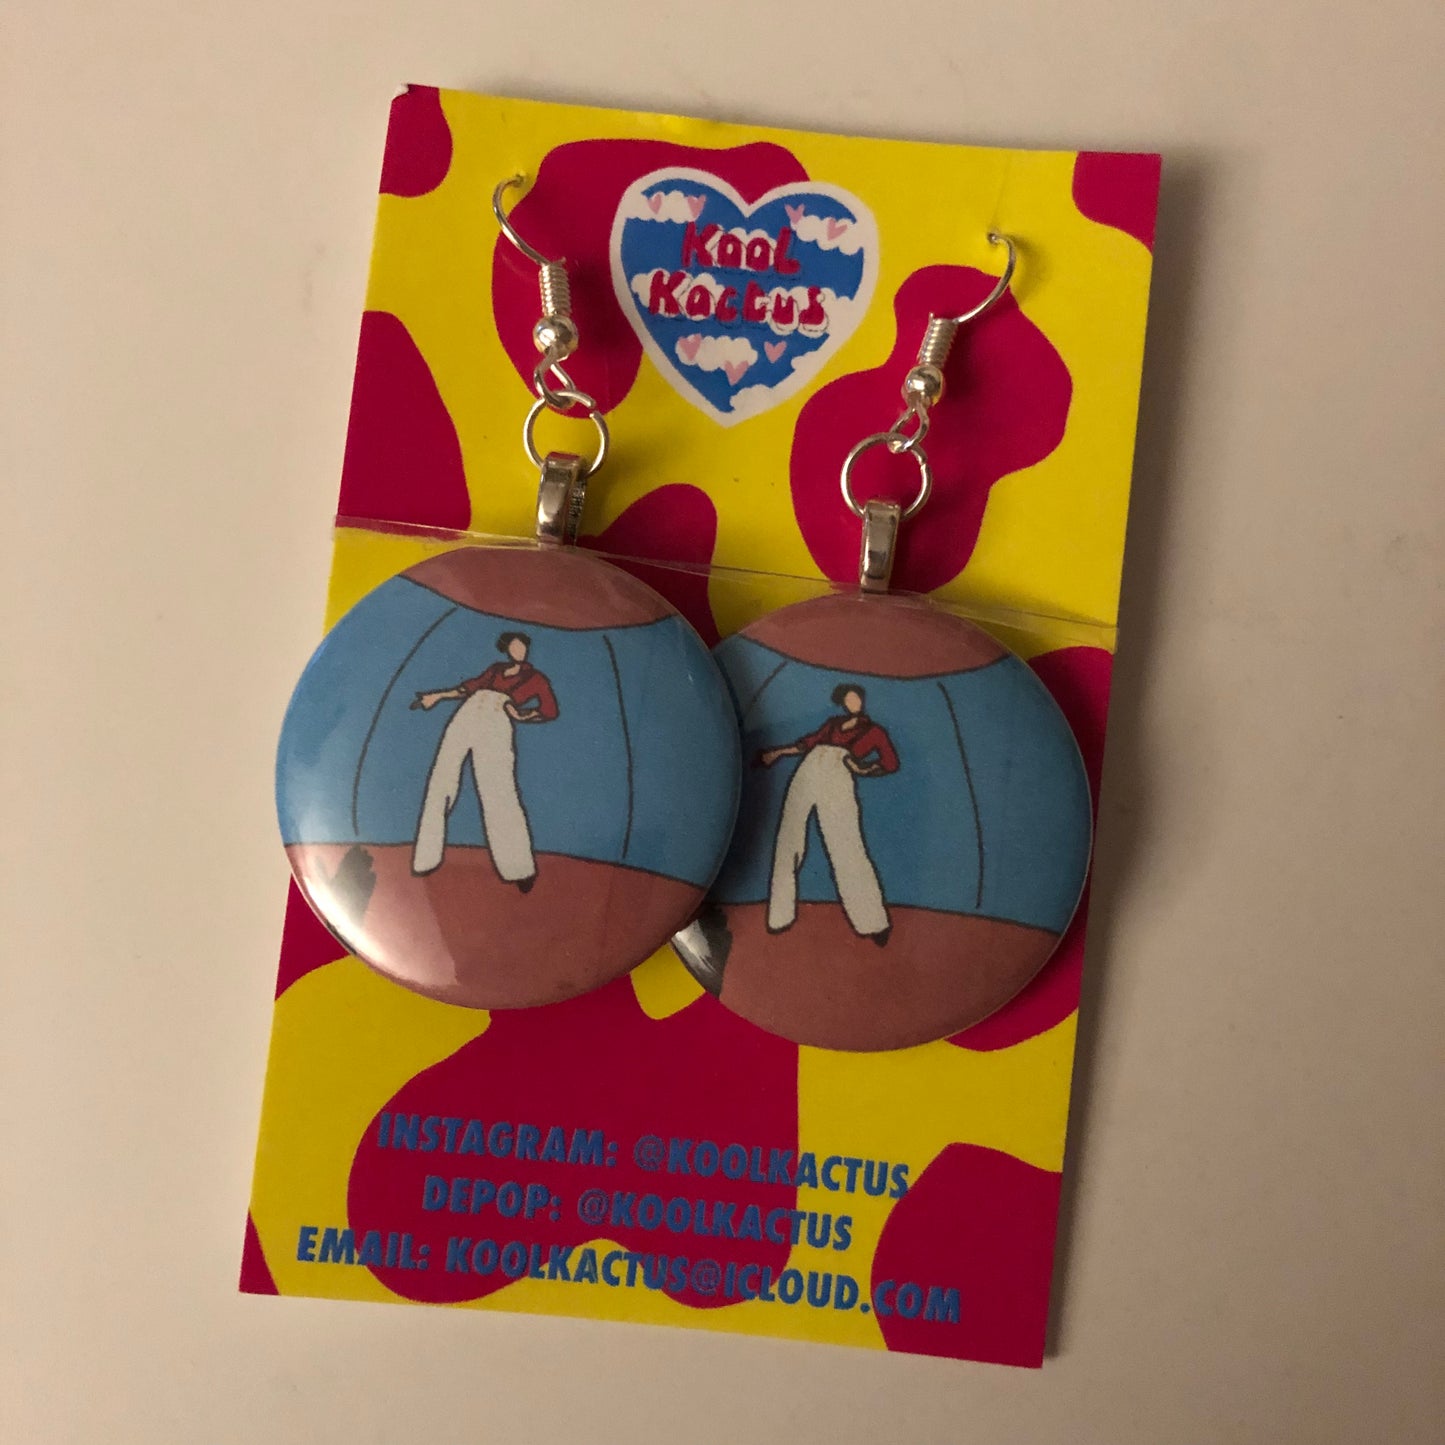 Kool
Kactus
INSTAGRAM: @KOOLKACTUS
DEPOP: @KOOLKACTUS
EMAIL: KOOLKACTUS@ICLOUD.COM